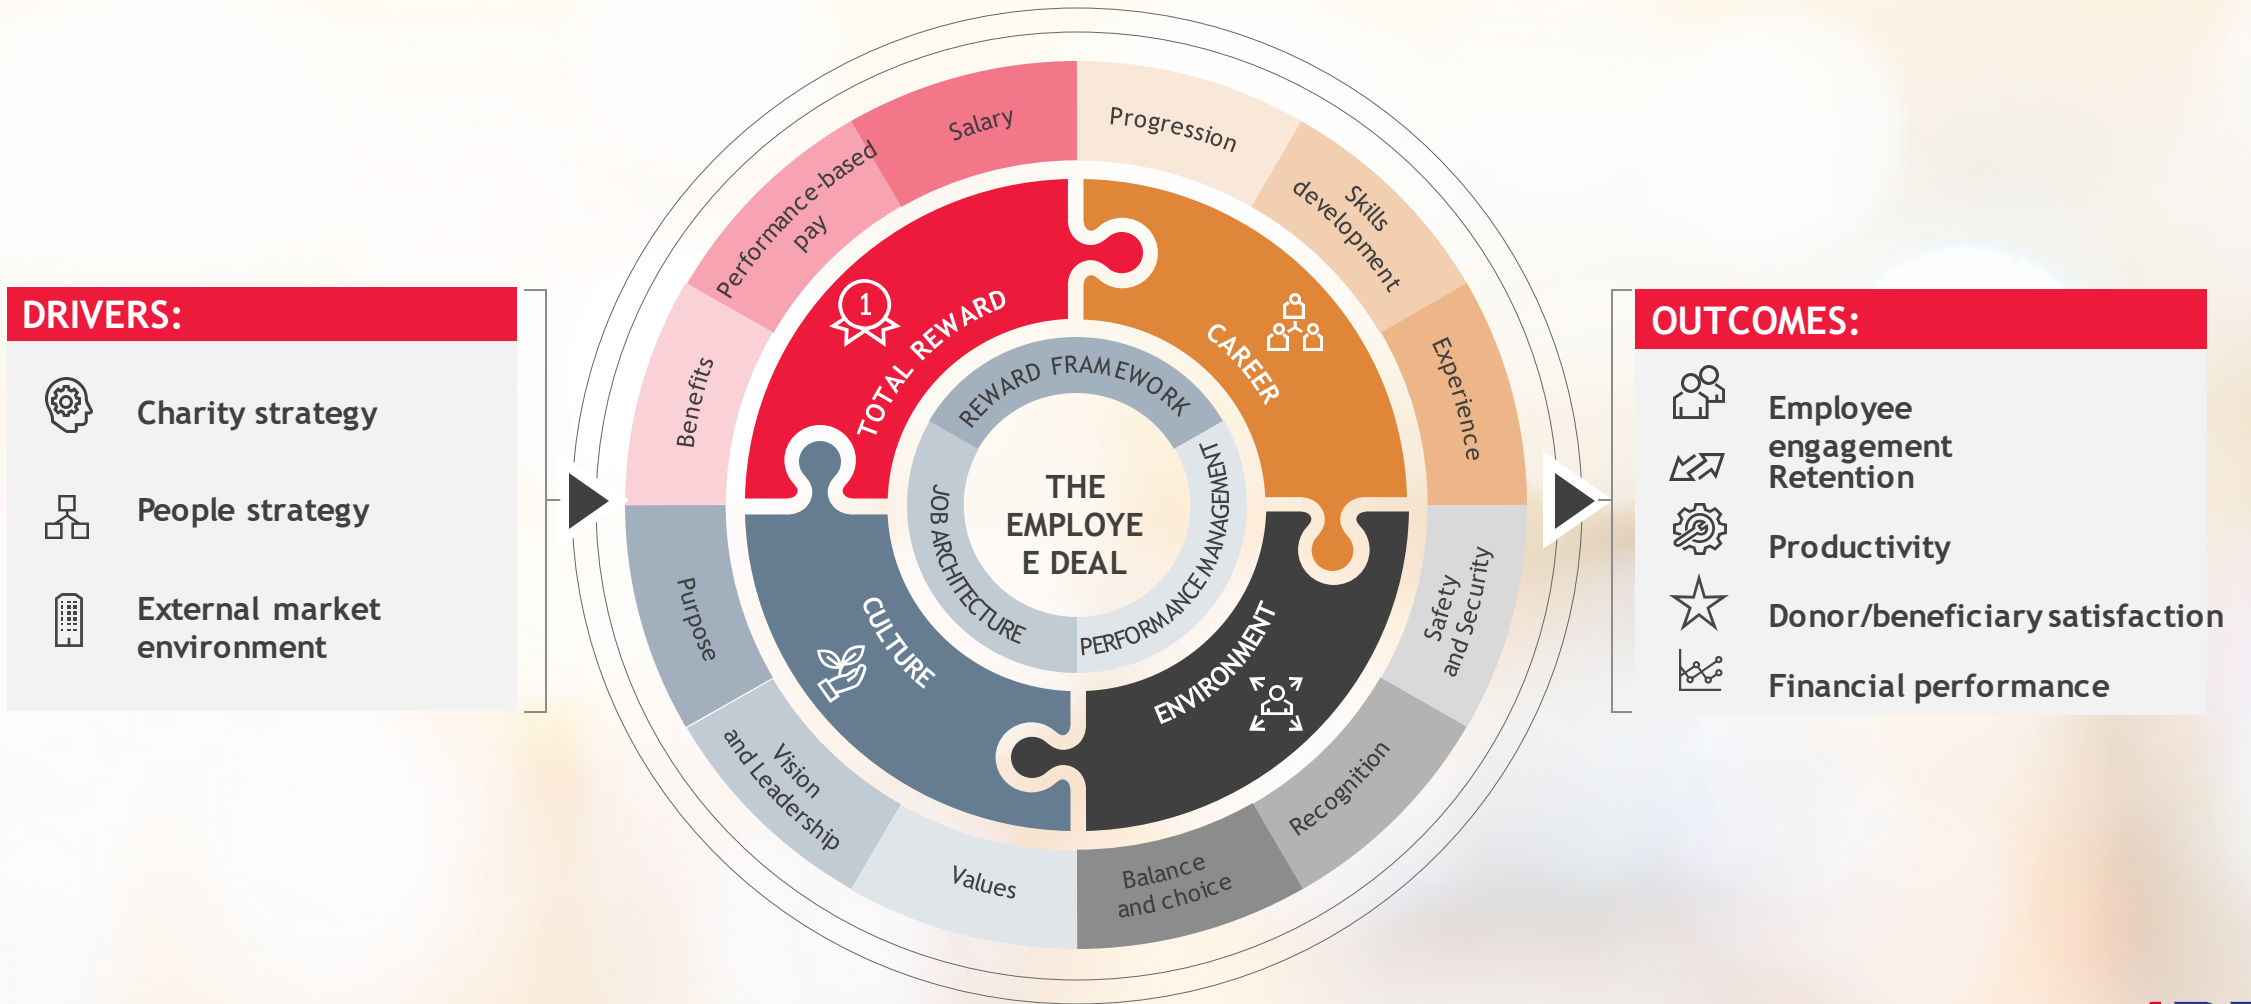 DRIVERS:
Charity strategy
People strategy
External market
environment
Salary
Performance-based
pay
Benefits
Progression
Skills
development
Experience
TOTAL REWARD
1
CAREER
REWARD FRAMEWORK
JOB ARCHITECTURE
PERFORMANCE MANAGEMENT
THE
EMPLOYE
E DEAL
CULTURE
ENVIRONMENT
Purpose
Vision
and Leadership
Values
Safety
and Security
Recognition
Balance
and choice
OUTCOMES:
Employee
engagement
Retention
Productivity
Donor/beneficiary satisfaction
Financial performance